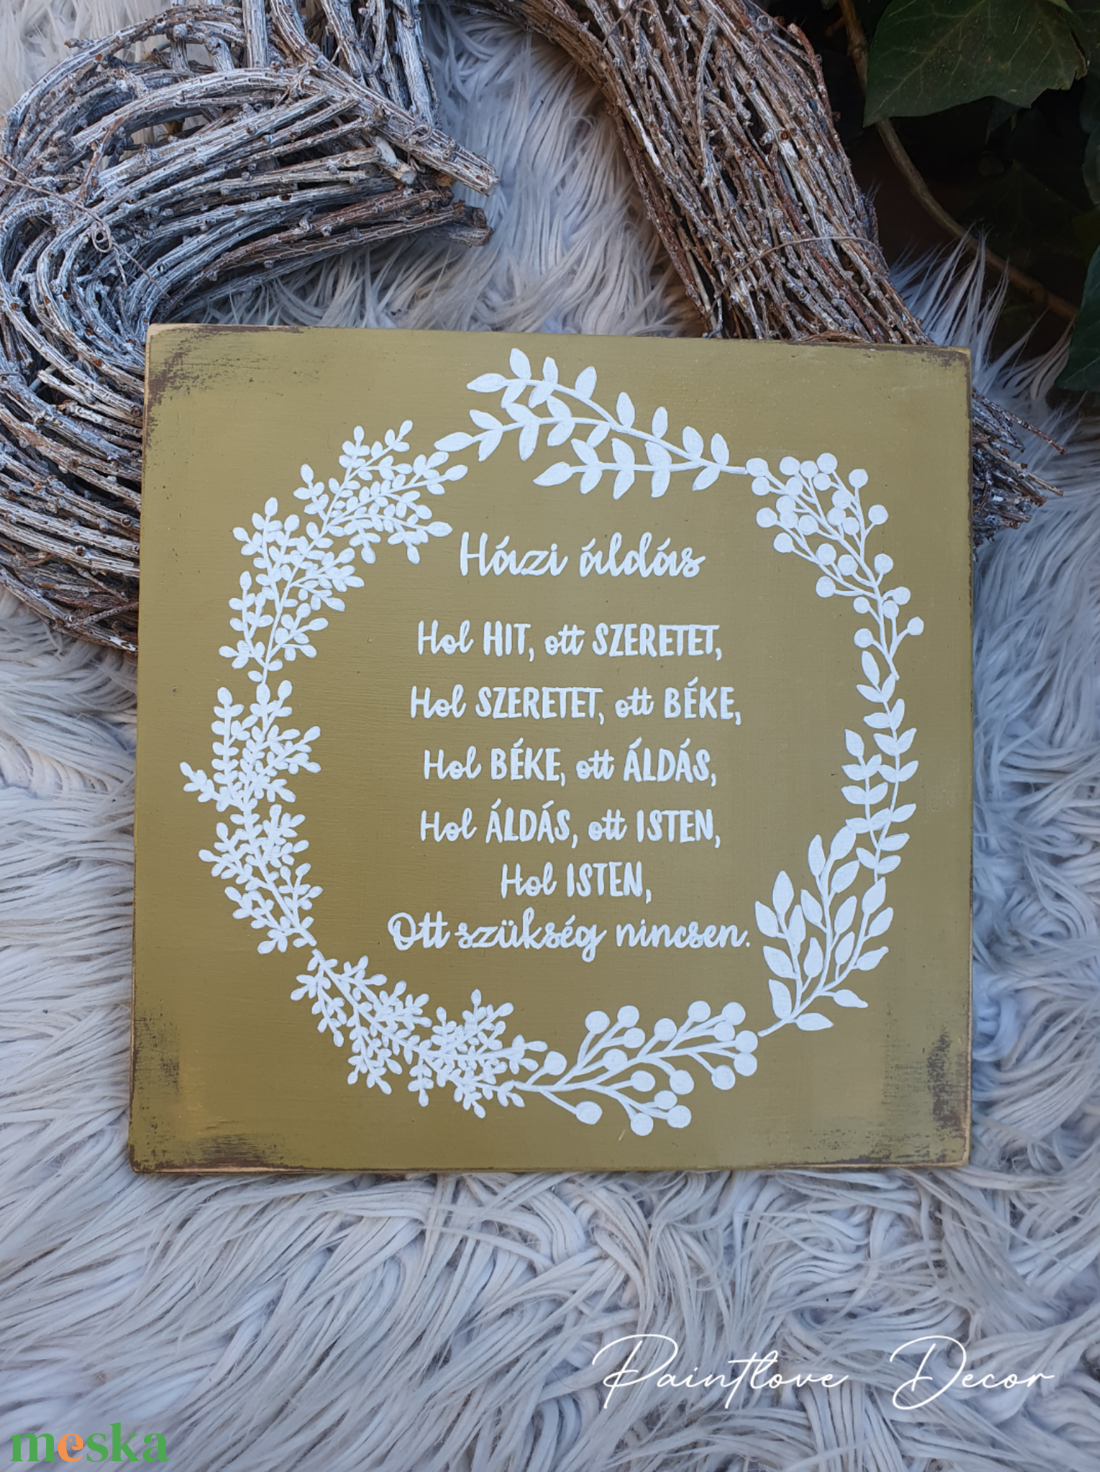 Házi áldás
Hol HIT, ott SZERETET,
Hol SZERETET, ott BÉKE,
Hol BÉKE, ott ÁLDÁS,
Hol ÁLDÁS, ott ISTEN,
Hol ISTEN,
Ott szükség nincsen.
Paintlove Decor
meska